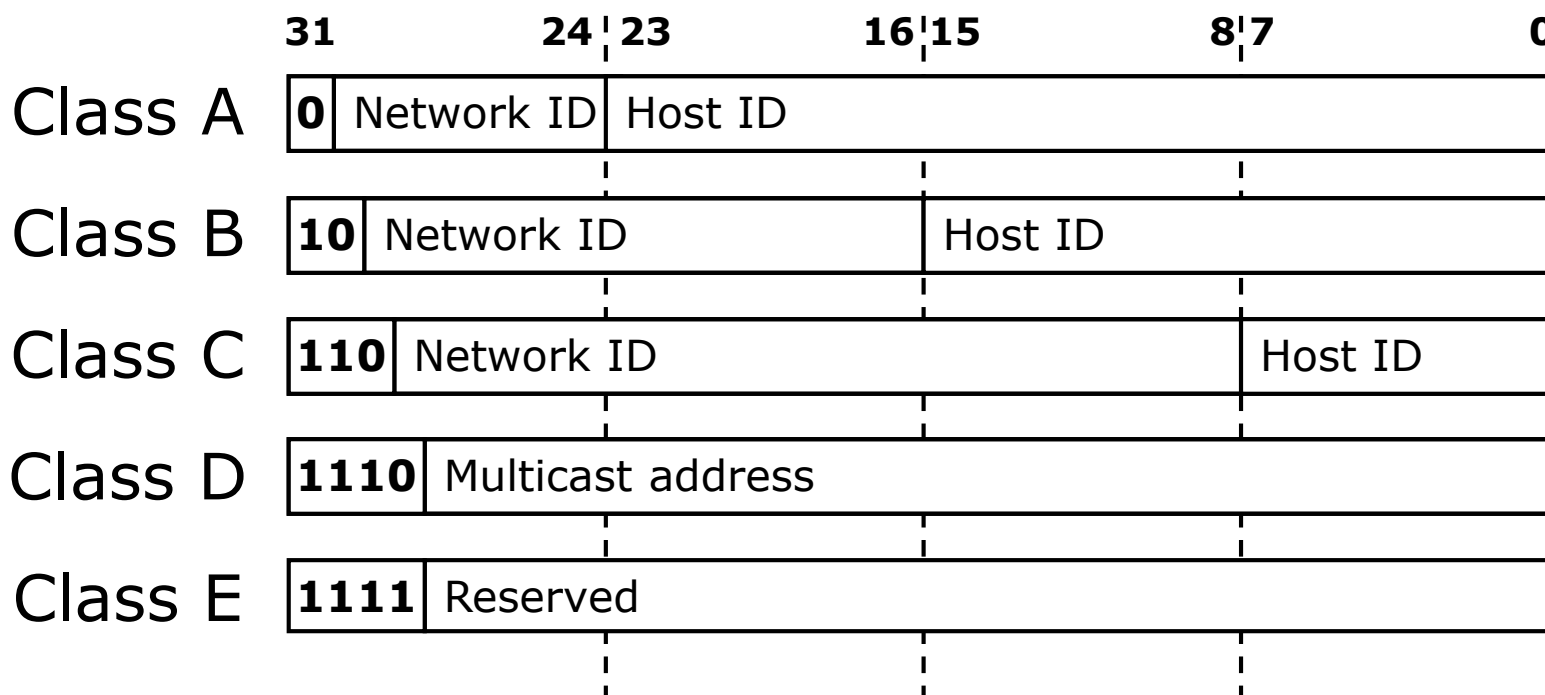 31 24 23 16 15 8 7 0
Class A 0 Network ID Host ID
Class B 10 Network ID Host ID
Class C 110 Network ID Host ID
Class D 1110 Multicast address
Class E 1111 Reserved